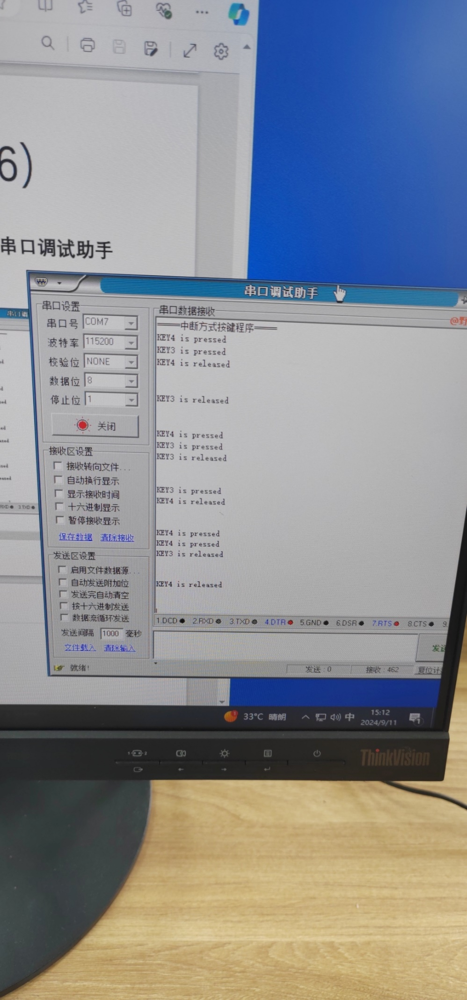 6)
串口调试助手
串口调
串口调试助手
串口设置
串口号 COM7
波特率 115200
校验位 NONE
数据位 8
停止位 1
关闭
接收区设置
接收转向文件...
自动换行显示
显示接收时间
十六进制显示
暂停接收显示
保存数据 清除接收
发送区设置
启用文件数据源...
自动发送附加位
发送完自动清空
按十六进制发送
数据流循环发送
发送间隔 1000 毫秒
文件载入 清除输入
就绪!
串口数据接收
====中断方式按键程序====
KEY4 is pressed
KEY3 is pressed
KEY4 is released
KEY3 is released
KEY4 is pressed
KEY3 is pressed
KEY3 is released
KEY3 is pressed
KEY4 is released
KEY4 is pressed
KEY4 is pressed
KEY3 is released
KEY4 is released
RXD 3.TXD
1.DCD 2.RXD 3.TXD 4.DTR 5.GND 6.DSR 7.RTS 8.CTS 9.
发送
发送 : 0 接收 : 462 复位计
33°C 晴朗 中 15:12
2024/9/11
1
1 2
ThinkVision